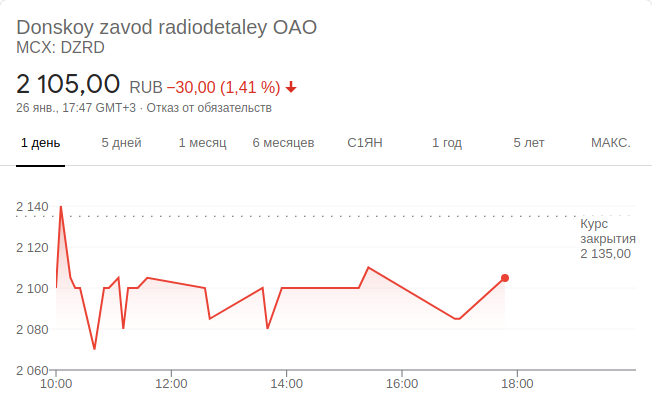 Donskoy zavod radiodetaley OAO
MCX: DZRD
2 105,00 RUB −30,00 (1,41 %)
26 янв., 17:47 GMT+3 · Отказ от обязательств
1 день 5 дней 1 месяц 6 месяцев С1ЯН 1 год 5 лет МАКС.
2 140
Курс
закрытия
2 135,00
2 120
2 100
2 080
2 060
10:00 12:00 14:00 16:00 18:00